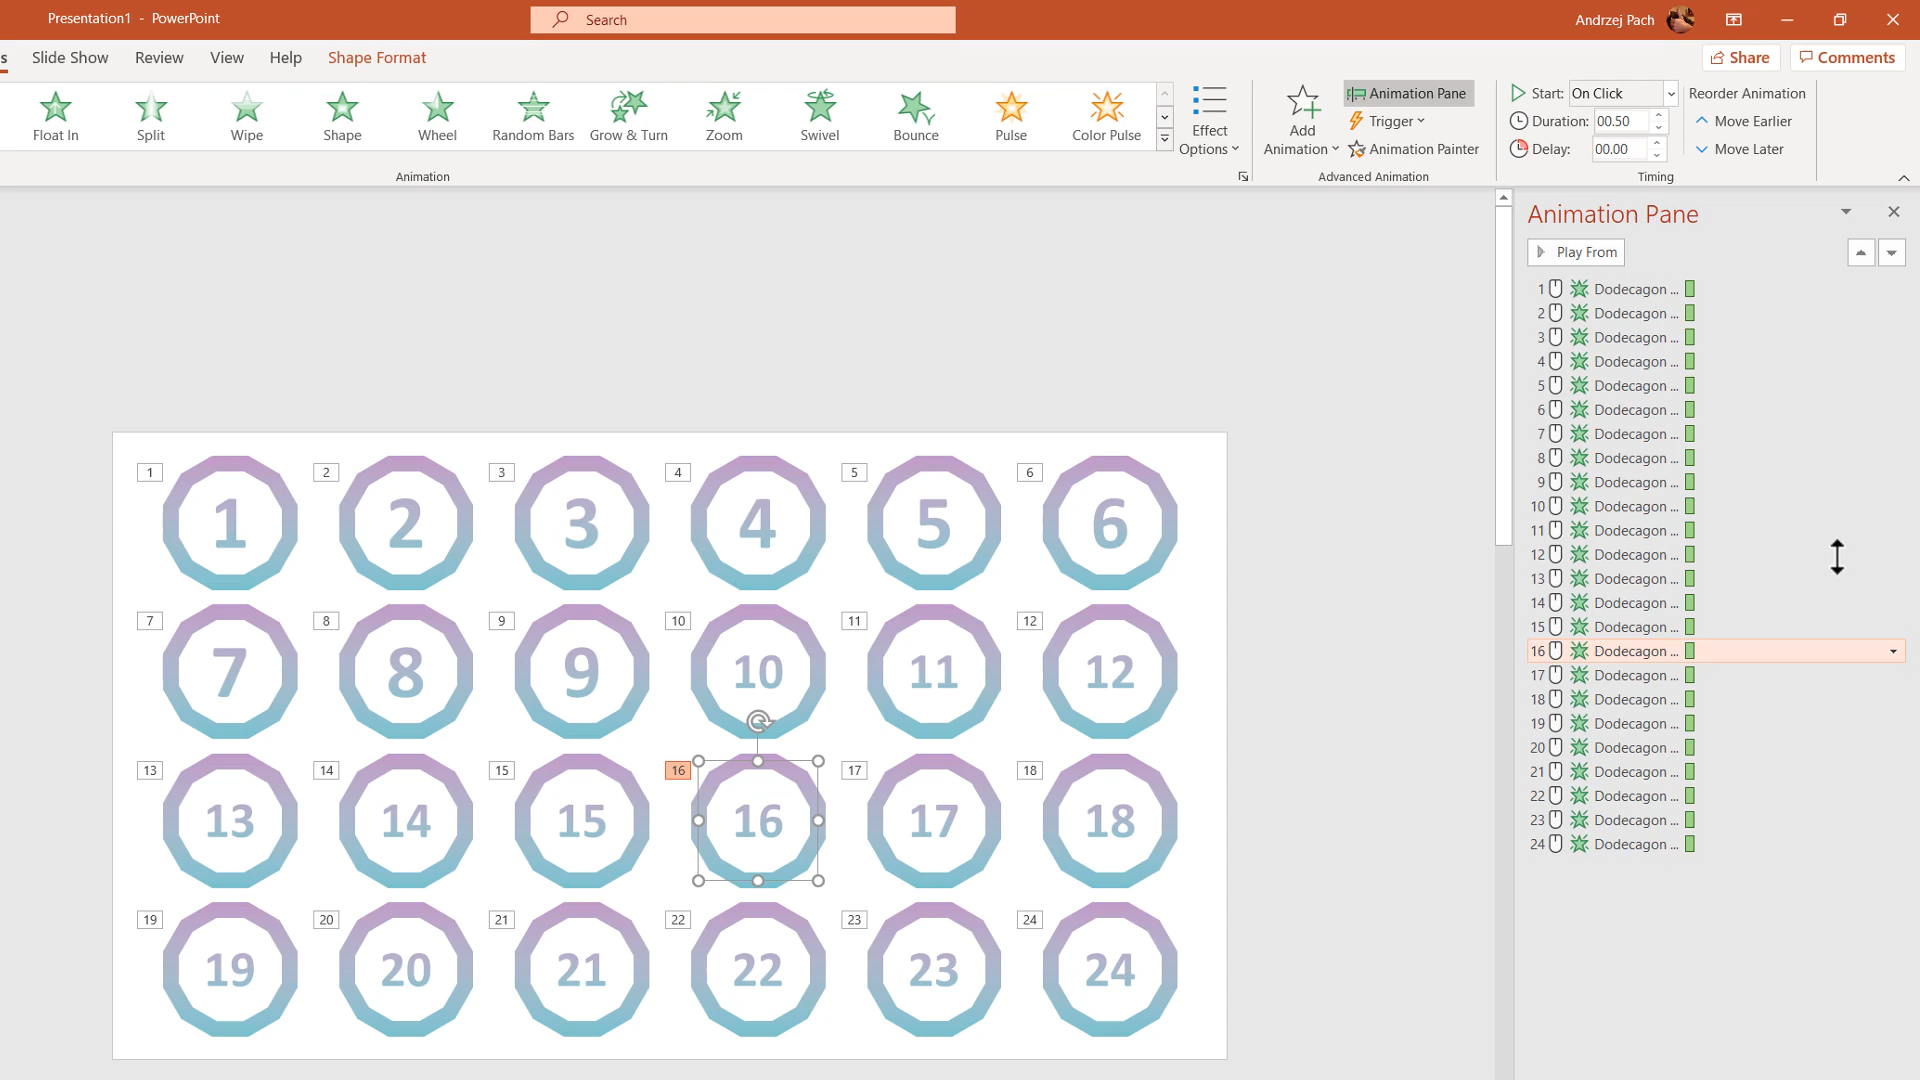 Presentation1 - PowerPoint
Search
Andrzej Pach
s Slide Show Review View Help Shape Format
Share Comments
Float In Split Wipe Shape Wheel Random Bars Grow & Turn Zoom Swivel Bounce Pulse Color Pulse
Effect Options
Add Animation
Animation Pane
Trigger
Animation Painter
Start: On Click
Duration: 00.50
Delay: 00.00
Reorder Animation
Move Earlier
Move Later
Animation
Advanced Animation
Timing
Animation Pane
Play From
1 Dodecagon ...
2 Dodecagon ...
3 Dodecagon ...
4 Dodecagon ...
5 Dodecagon ...
6 Dodecagon ...
7 Dodecagon ...
8 Dodecagon ...
9 Dodecagon ...
10 Dodecagon ...
11 Dodecagon ...
12 Dodecagon ...
13 Dodecagon ...
14 Dodecagon ...
15 Dodecagon ...
16 Dodecagon ...
17 Dodecagon ...
18 Dodecagon ...
19 Dodecagon ...
20 Dodecagon ...
21 Dodecagon ...
22 Dodecagon ...
23 Dodecagon ...
24 Dodecagon ...
1 2 3 4 5 6
1 2 3 4 5 6
7 8 9 10 11 12
7 8 9 10 11 12
13 14 15 16 17 18
13 14 15 16 17 18
19 20 21 22 23 24
19 20 21 22 23 24